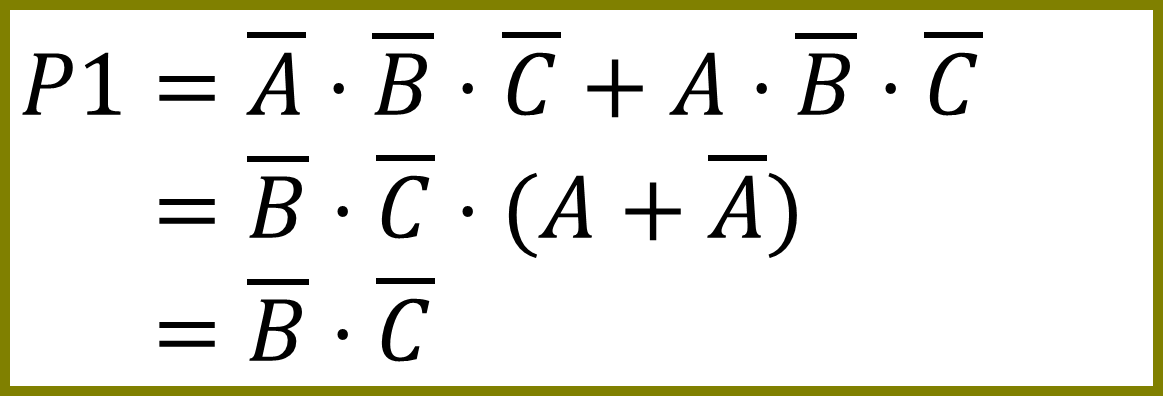 P1 = A̅ · B̅ · C̅ + A · B̅ · C̅
= B̅ · C̅ · (A + A̅)
= B̅ · C̅